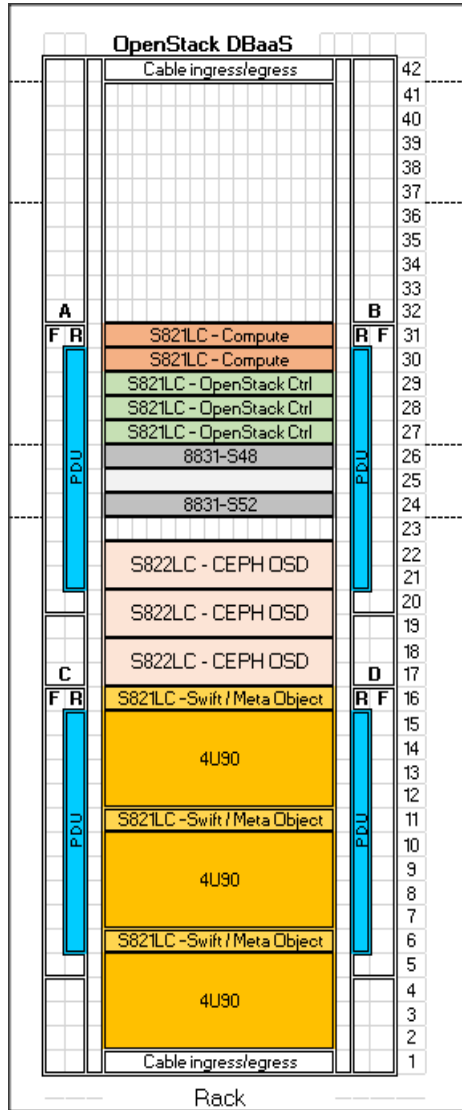 OpenStack DBaaS
Cable ingress/egress 42
41
40
39
38
37
36
35
34
33
A B 32
F R S821LC - Compute R F 31
S821LC - Compute 30
S821LC - OpenStack Ctrl 29
S821LC - OpenStack Ctrl 28
S821LC - OpenStack Ctrl 27
PDU 8831-S48 PDU 26
25
8831-S52 24
23
S822LC - CEPH OSD 22
21
S822LC - CEPH OSD 20
19
S822LC - CEPH OSD 18
C D 17
F R S821LC -Swift / Meta Object R F 16
15
4U90 14
13
12
S821LC -Swift / Meta Object 11
PDU PDU 10
4U90 9
8
7
S821LC -Swift / Meta Object 6
5
4U90 4
3
2
Cable ingress/egress 1
Rack